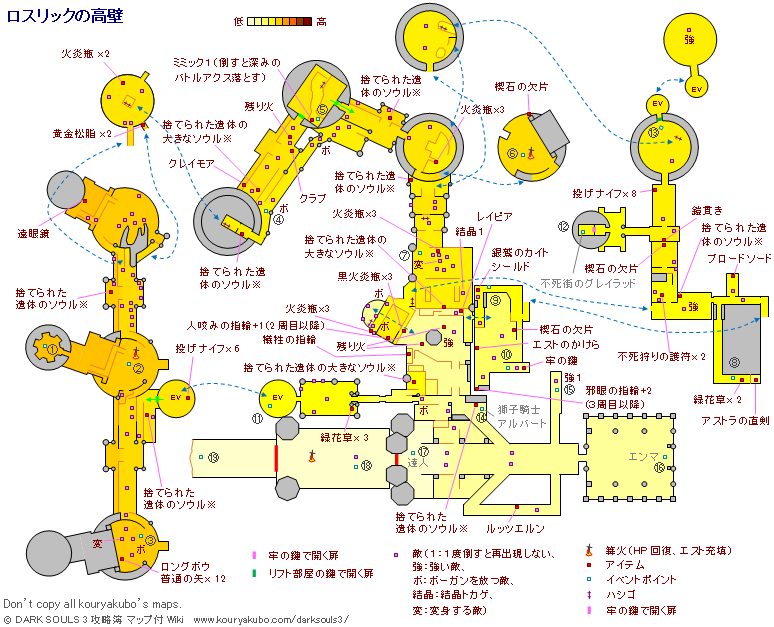 ロスリックの高壁
低
高
火炎瓶×2
黄金松脂×2
遠眼鏡
捨てられた遺
体のソウル※
ミミック1(倒すと深みの
バトルアクス落とす)
捨てられた遺
体のソウル※
残り火
捨てられた遺体の
大きなソウル※
クレイモア
ボ
⑤
クラブ
ボ
④
捨てられた遺
体のソウル※
火炎瓶×3
捨てられた遺
体のソウル※
楔石の欠片
⑥
強
EV
EV
⑬
投げナイフ×8
鎧貫き
捨てられた遺
体のソウル※
ブロードソード
⑫
不死街のグレイラッド
楔石の欠片
強
不死狩りの護符×2
⑧
緑花草×2
アストラの直剣
火炎瓶×3
レイピア
結晶1
捨てられた遺体の
大きなソウル※
⑦
変
銀鷲のカイト
シールド
黒火炎瓶×3
ボ
⑨
火炎瓶×3
人咬みの指輪+1(2周目以降)
犠牲の指輪
ボ
残り火
強
楔石の欠片
エストのかけら
⑩
牢の鍵
①
②
投げナイフ×6
EV
捨てられた遺体の大きなソウル※
EV
⑪
緑花草×3
ボ
強1
⑮
邪眼の指輪+2
(3周目以降)
獅子騎士
アルバート
⑭
捨てられた
遺体のソウル※
⑬
⑱
⑰
達人
エンマ
⑯
捨てられた
遺体のソウル※
ルッツエルン
変
ボ
③
ロングボウ
普通の矢×12
牢の鍵で開く扉
リフト部屋の鍵で開く扉
敵(1:1度倒すと再出現しない、
強:強い敵、
ボ:ボーガンを放つ敵、
結晶:結晶トカゲ、
変:変身する敵)
篝火(HP回復、エスト充填)
アイテム
イベントポイント
ハシゴ
牢の鍵で開く扉
Don't copy all kouryakubo's maps.
© DARK SOULS 3 攻略簿 マップ付 Wiki www.kouryakubo.com/darksouls3/